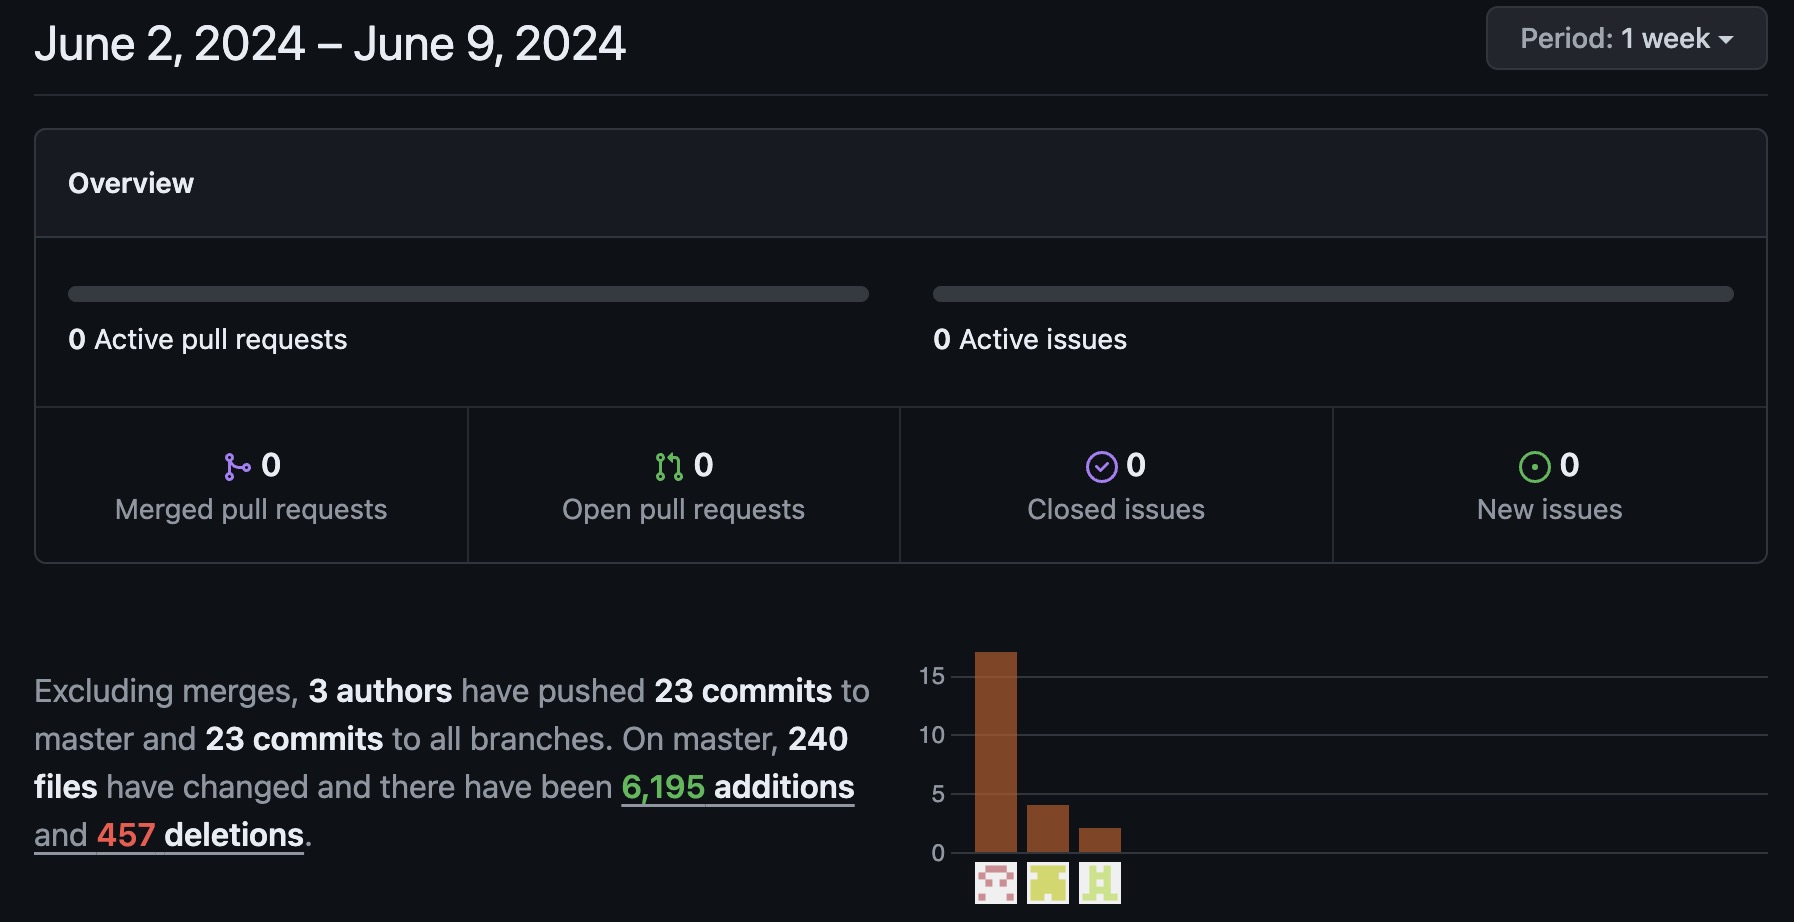 June 2, 2024 – June 9, 2024
Period: 1 week
Overview
0 Active pull requests
0 Active issues
0
Merged pull requests
0
Open pull requests
0
Closed issues
0
New issues
Excluding merges, 3 authors have pushed 23 commits to
master and 23 commits to all branches. On master, 240
files have changed and there have been 6,195 additions
and 457 deletions.
15
10
5
0